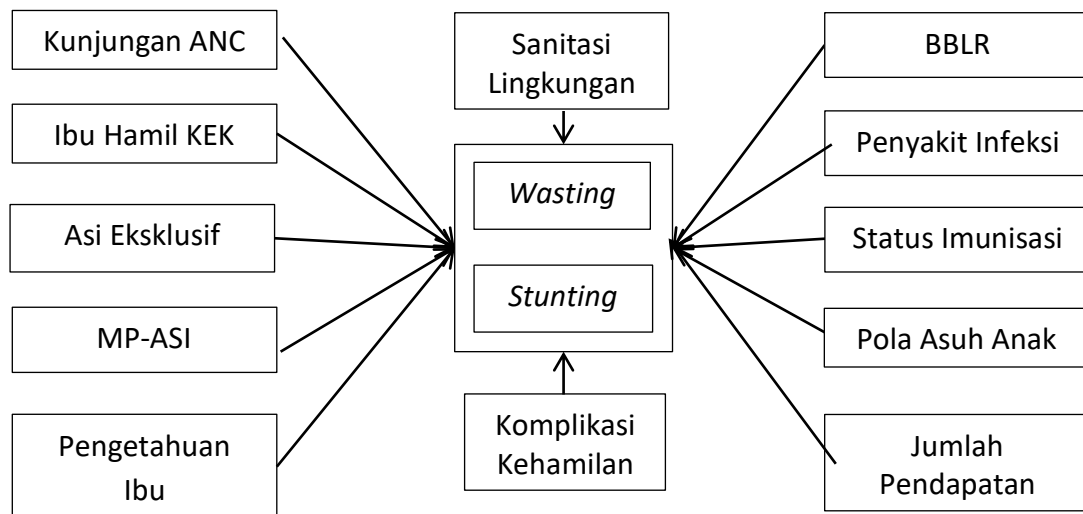 Kunjungan ANC
Ibu Hamil KEK
Asi Eksklusif
MP-ASI
Pengetahuan
Ibu
Sanitasi
Lingkungan
Wasting
Stunting
Komplikasi
Kehamilan
BBLR
Penyakit Infeksi
Status Imunisasi
Pola Asuh Anak
Jumlah
Pendapatan